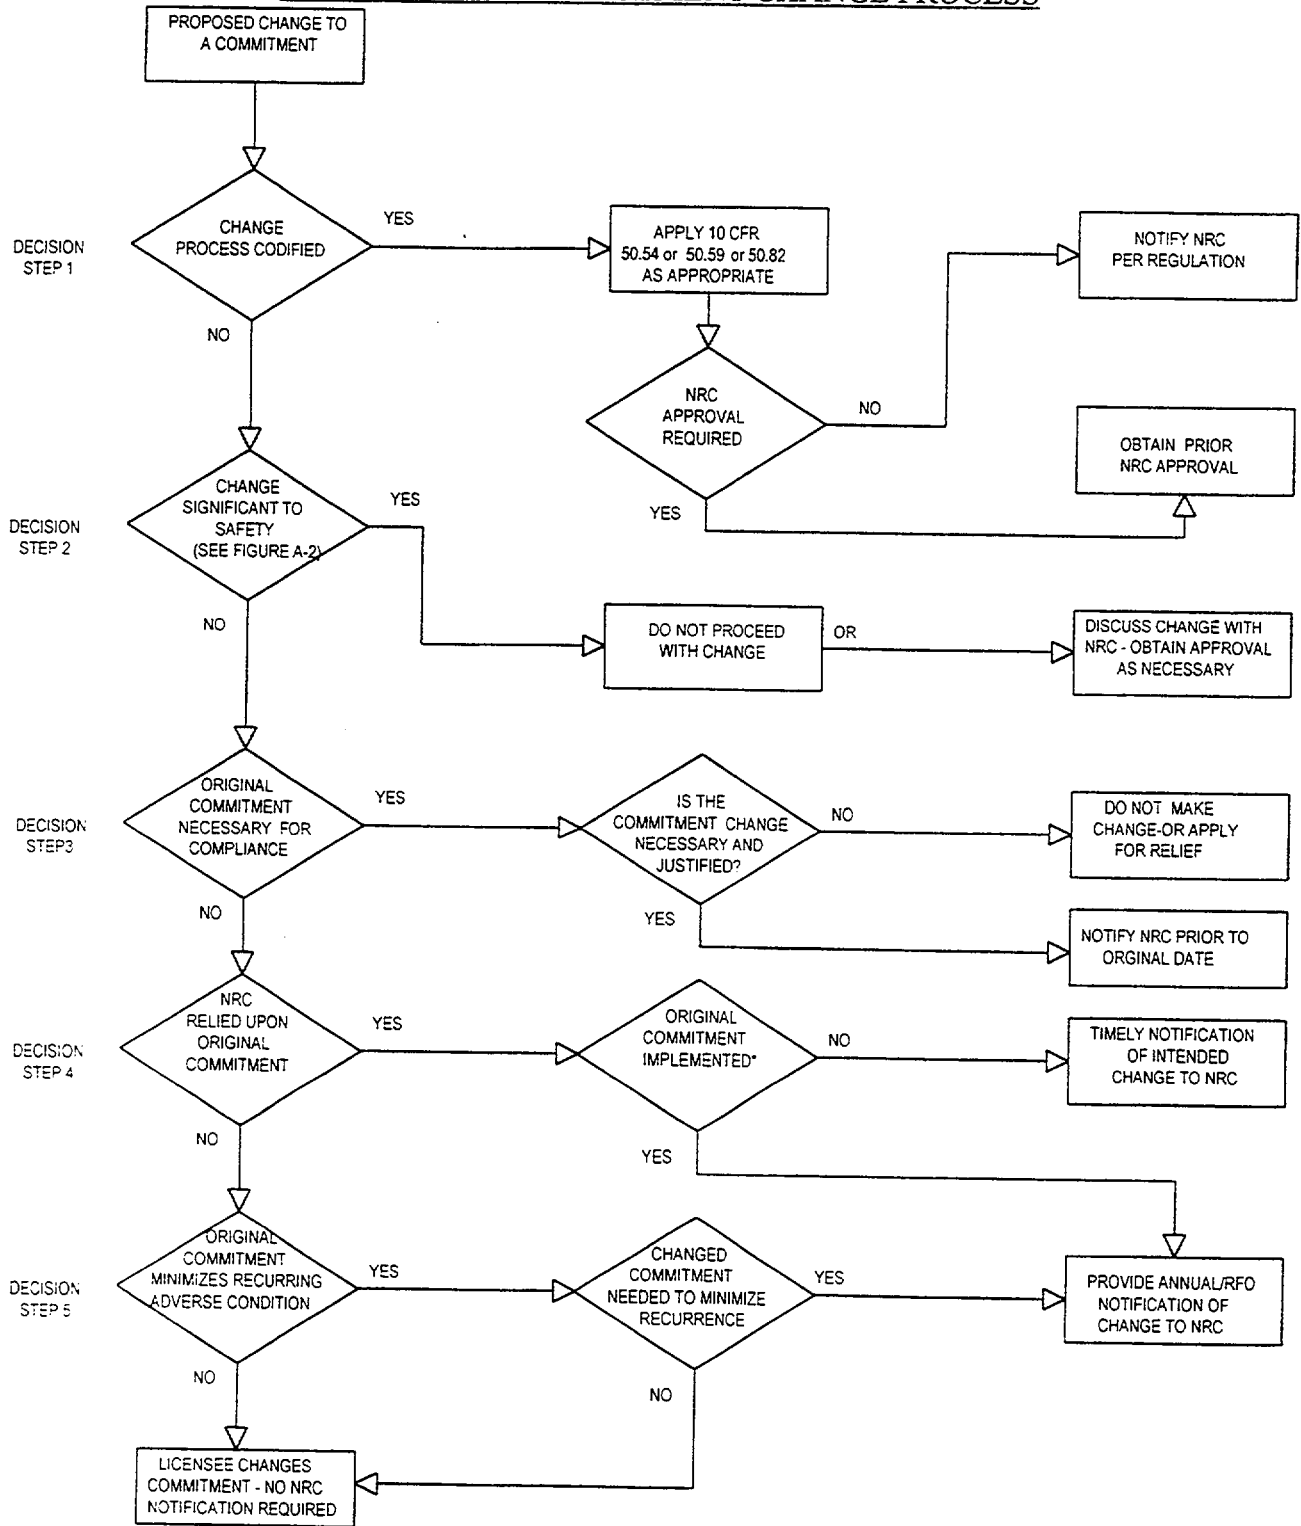 CHANGE PROCESS
PROPOSED CHANGE TO
A COMMITMENT
DECISION
STEP 1
CHANGE
PROCESS CODIFIED
YES
NO
APPLY 10 CFR
50.54 or 50.59 or 50.82
AS APPROPRIATE
NOTIFY NRC
PER REGULATION
NRC
APPROVAL
REQUIRED
NO
YES
OBTAIN PRIOR
NRC APPROVAL
DECISION
STEP 2
CHANGE
SIGNIFICANT TO
SAFETY
(SEE FIGURE A-2)
YES
NO
DO NOT PROCEED
WITH CHANGE
OR
DISCUSS CHANGE WITH
NRC - OBTAIN APPROVAL
AS NECESSARY
DECISION
STEP3
ORIGINAL
COMMITMENT
NECESSARY FOR
COMPLIANCE
YES
NO
IS THE
COMMITMENT CHANGE
NECESSARY AND
JUSTIFIED?
NO
YES
DO NOT MAKE
CHANGE-OR APPLY
FOR RELIEF
NOTIFY NRC PRIOR TO
ORGINAL DATE
DECISION
STEP 4
NRC
RELIED UPON
ORIGINAL
COMMITMENT
YES
NO
ORIGINAL
COMMITMENT
IMPLEMENTED*
NO
YES
TIMELY NOTIFICATION
OF INTENDED
CHANGE TO NRC
DECISION
STEP 5
ORIGINAL
COMMITMENT
MINIMIZES RECURRING
ADVERSE CONDITION
YES
NO
CHANGED
COMMITMENT
NEEDED TO MINIMIZE
RECURRENCE
YES
NO
PROVIDE ANNUAL/RFO
NOTIFICATION OF
CHANGE TO NRC
LICENSEE CHANGES
COMMITMENT - NO NRC
NOTIFICATION REQUIRED